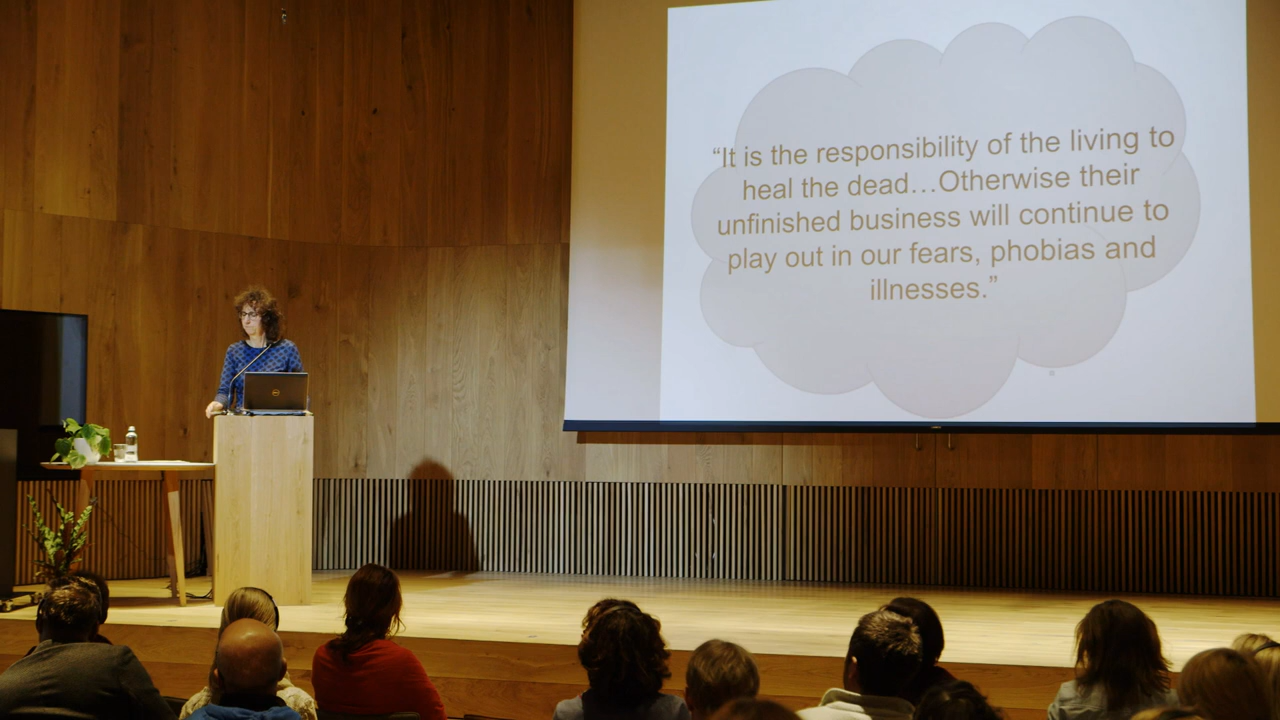 “It is the responsibility of the living to
heal the dead…Otherwise their
unfinished business will continue to
play out in our fears, phobias and
illnesses.”